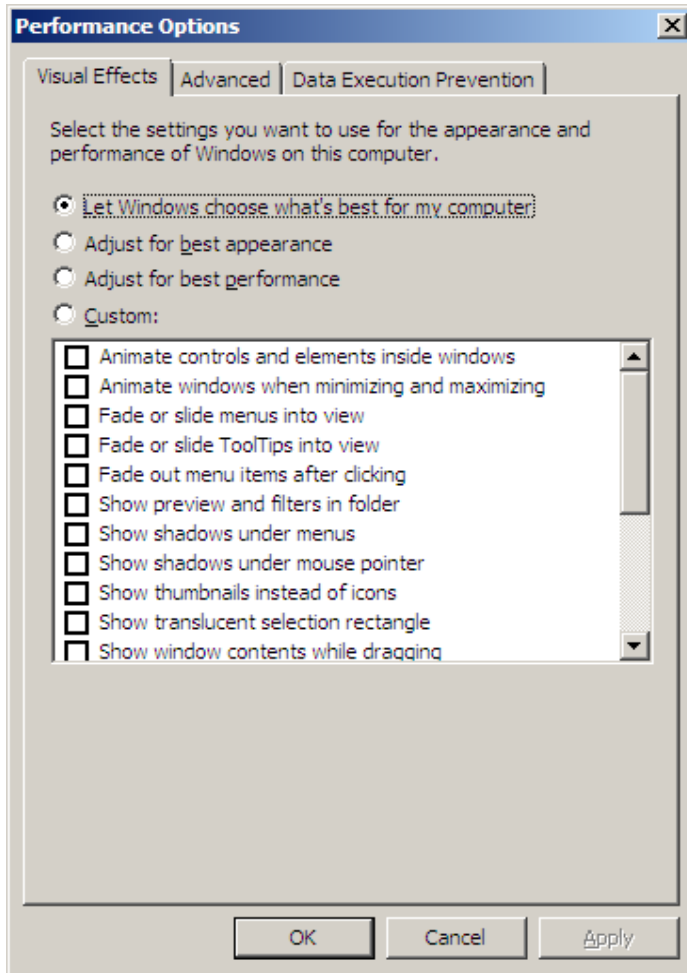 Performance Options
Visual Effects
Advanced
Data Execution Prevention
Select the settings you want to use for the appearance and
performance of Windows on this computer.
Let Windows choose what's best for my computer
Adjust for best appearance
Adjust for best performance
Custom:
Animate controls and elements inside windows
Animate windows when minimizing and maximizing
Fade or slide menus into view
Fade or slide ToolTips into view
Fade out menu items after clicking
Show preview and filters in folder
Show shadows under menus
Show shadows under mouse pointer
Show thumbnails instead of icons
Show translucent selection rectangle
Show window contents while dragging
OK
Cancel
Apply